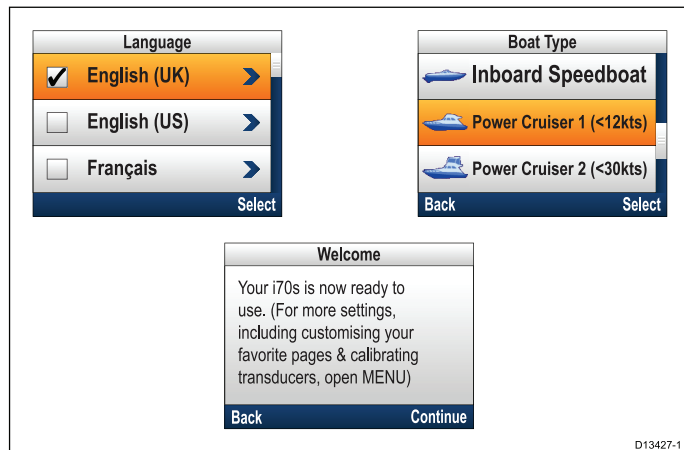 Language
English (UK)
English (US)
Français
Select
Boat Type
Inboard Speedboat
Power Cruiser 1 (<12kts)
Power Cruiser 2 (<30kts)
Back Select
Welcome
Your i70s is now ready to
use. (For more settings,
including customising your
favorite pages & calibrating
transducers, open MENU)
Back Continue
D13427-1